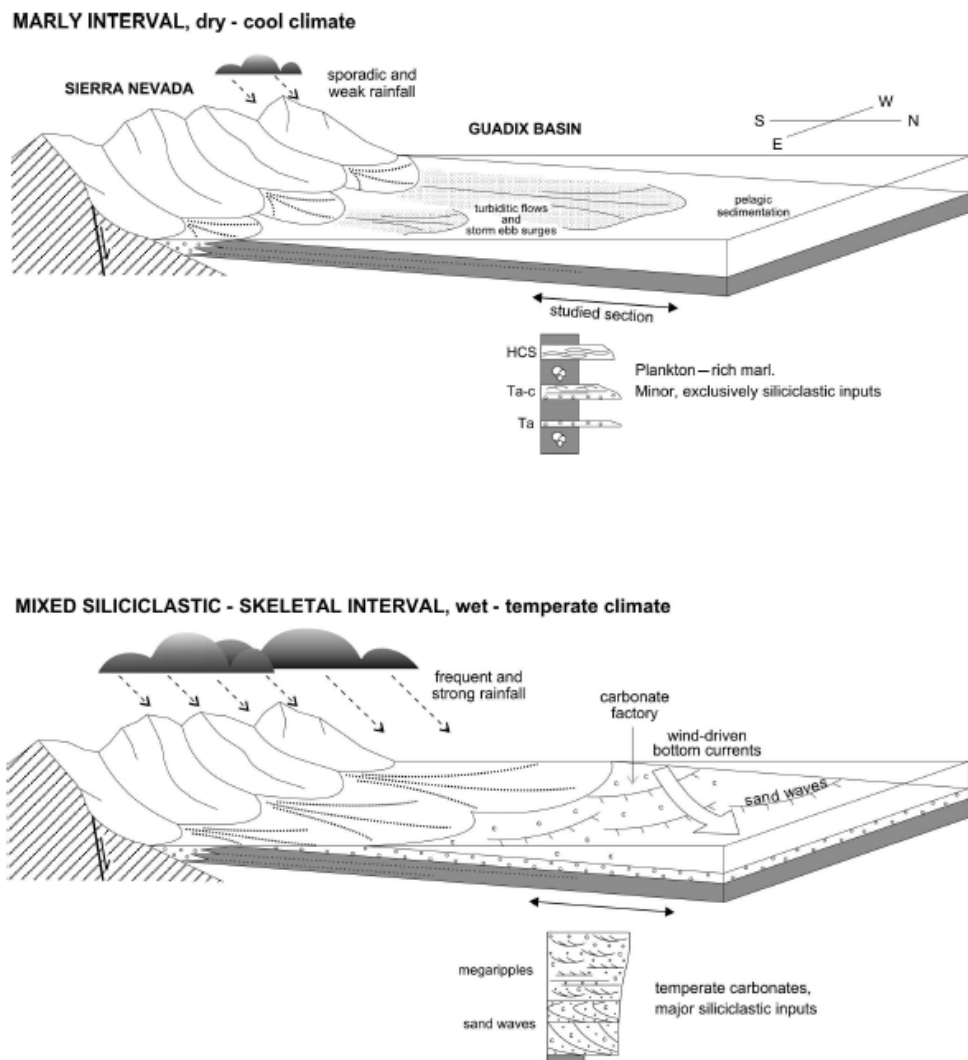 MARLY INTERVAL, dry - cool climate
sporadic and
weak rainfall
SIERRA NEVADA
GUADIX BASIN
W
S
N
E
turbiditic flows
and
storm ebb surges
pelagic
sedimentation
studied section
HCS
Plankton—rich marl.
Ta-c
Minor, exclusively siliciclastic inputs
Ta
MIXED SILICICLASTIC - SKELETAL INTERVAL, wet - temperate climate
frequent and
strong rainfall
carbonate
factory
wind-driven
bottom currents
sand waves
megaripples
temperate carbonates,
major siliciclastic inputs
sand waves